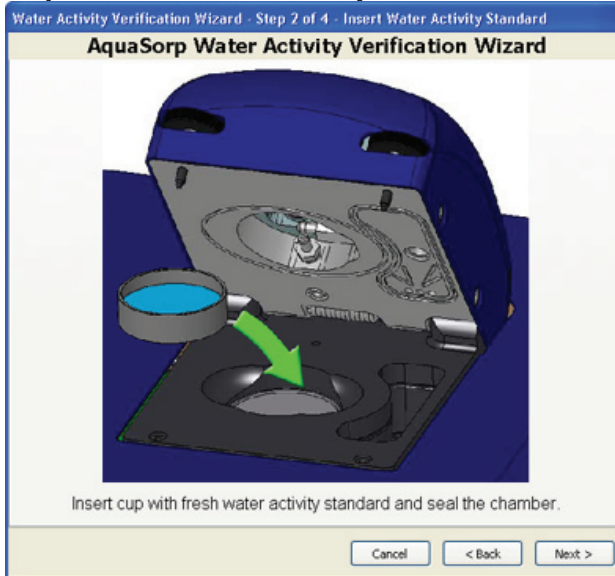 Water Activity Verification Wizard - Step 2 of 4 - Insert Water Activity Standard
AquaSorp Water Activity Verification Wizard
Insert cup with fresh water activity standard and seal the chamber.
Cancel
< Back
Next >